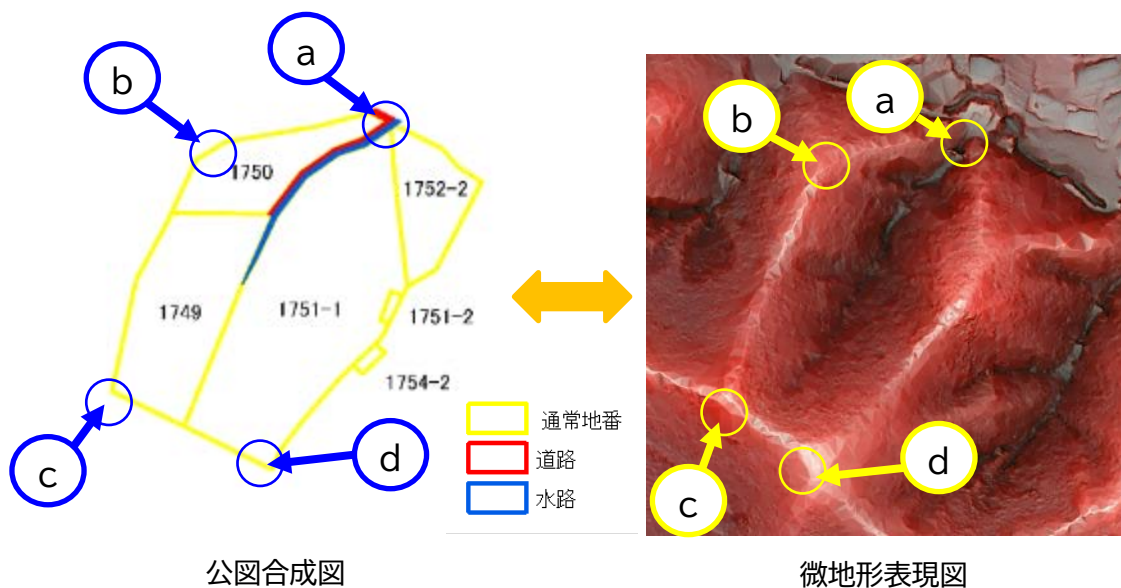 a
b
1750
1752-2
1749
1751-1
1751-2
1754-2
c
d
通常地番
道路
水路
公図合成図
a
b
c
d
微地形表現図